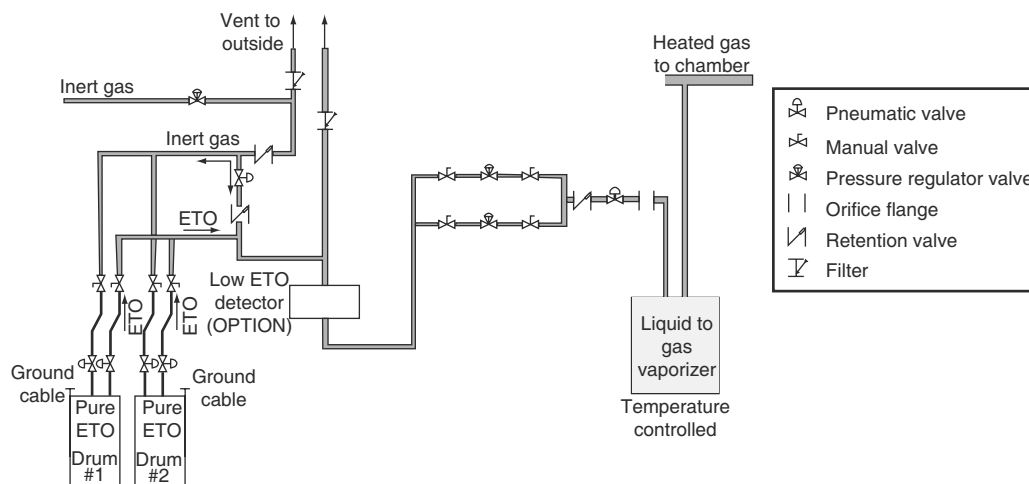 Vent to
outside
Inert gas
Inert gas
ETO
ETO
ETO
Low ETO
detector
(OPTION)
Ground
cable
Ground
cable
Pure
ETO
Drum
#1
Pure
ETO
Drum
#2
Heated gas
to chamber
Liquid to
gas
vaporizer
Temperature
controlled
Pneumatic valve
Manual valve
Pressure regulator valve
Orifice flange
Retention valve
Filter